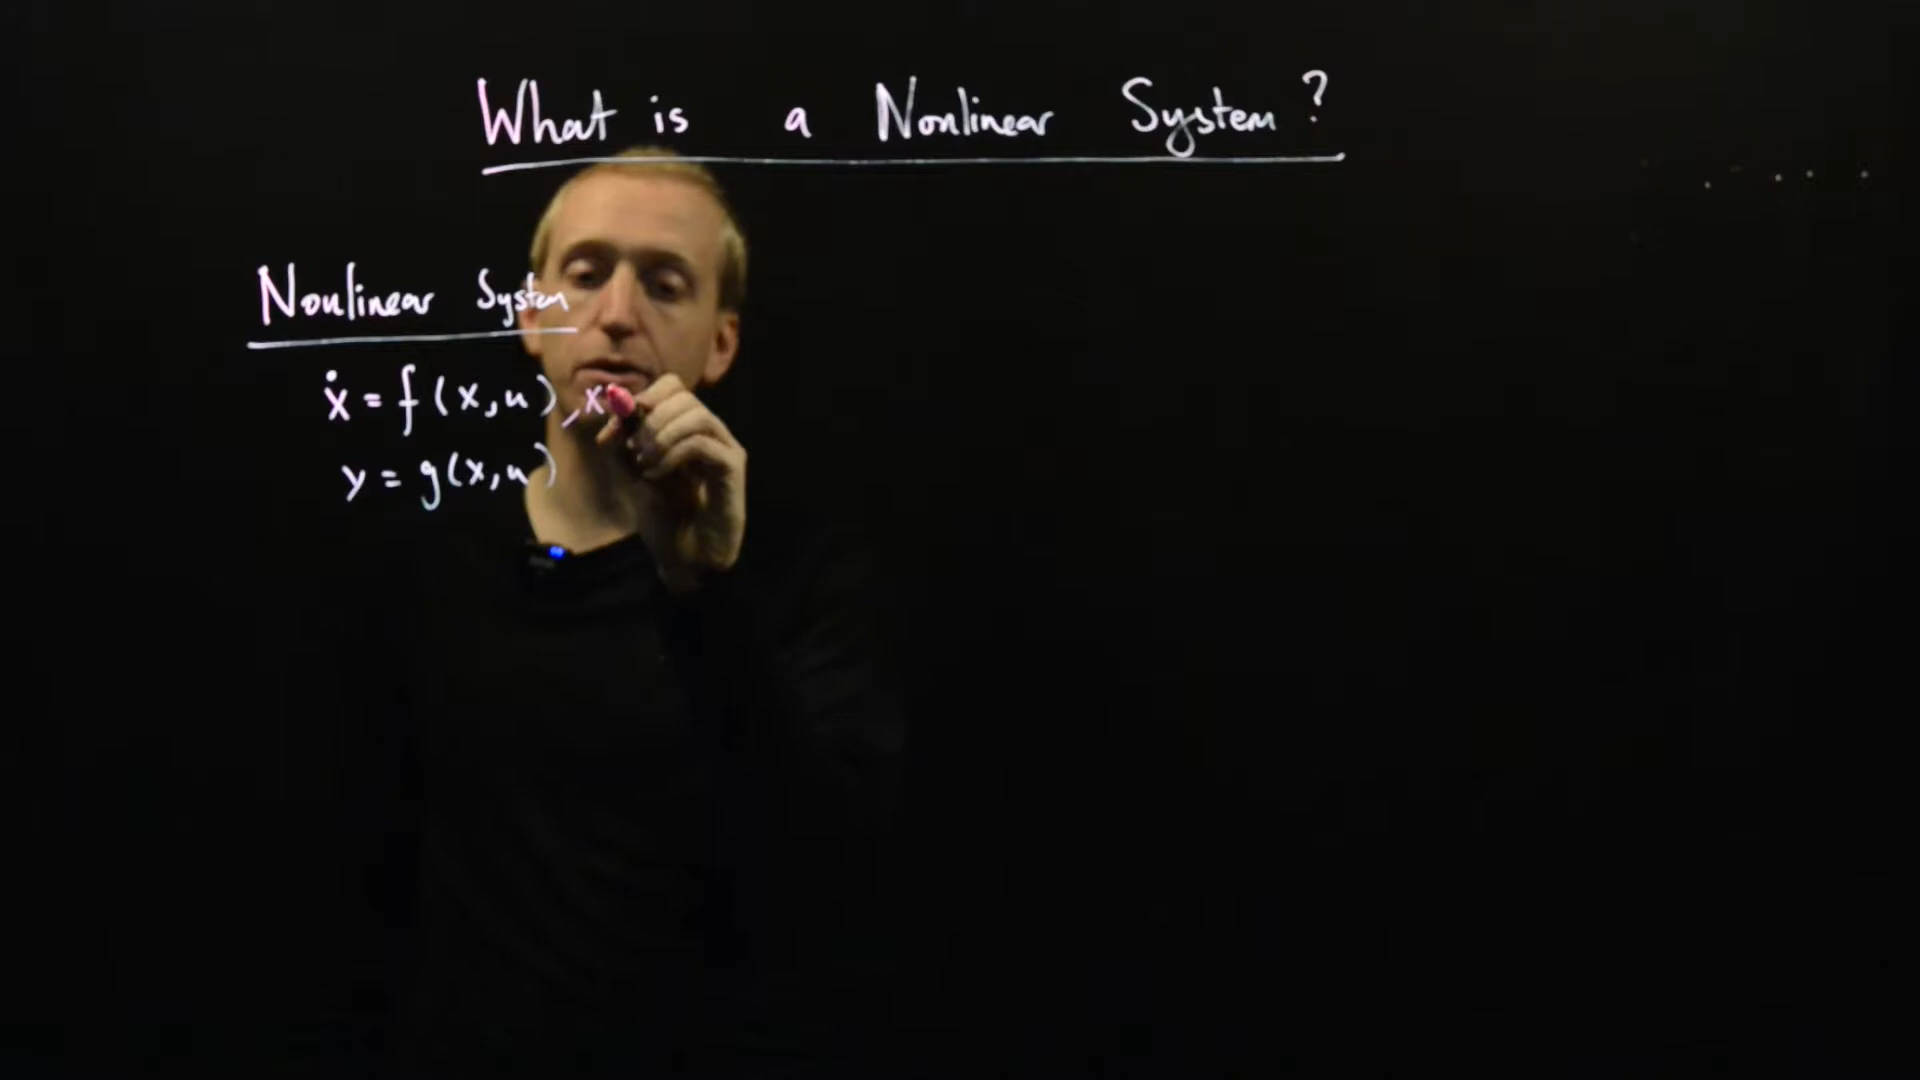 What is a Nonlinear System?
Nonlinear System
ẋ = f(x,u), x
y = g(x,u)